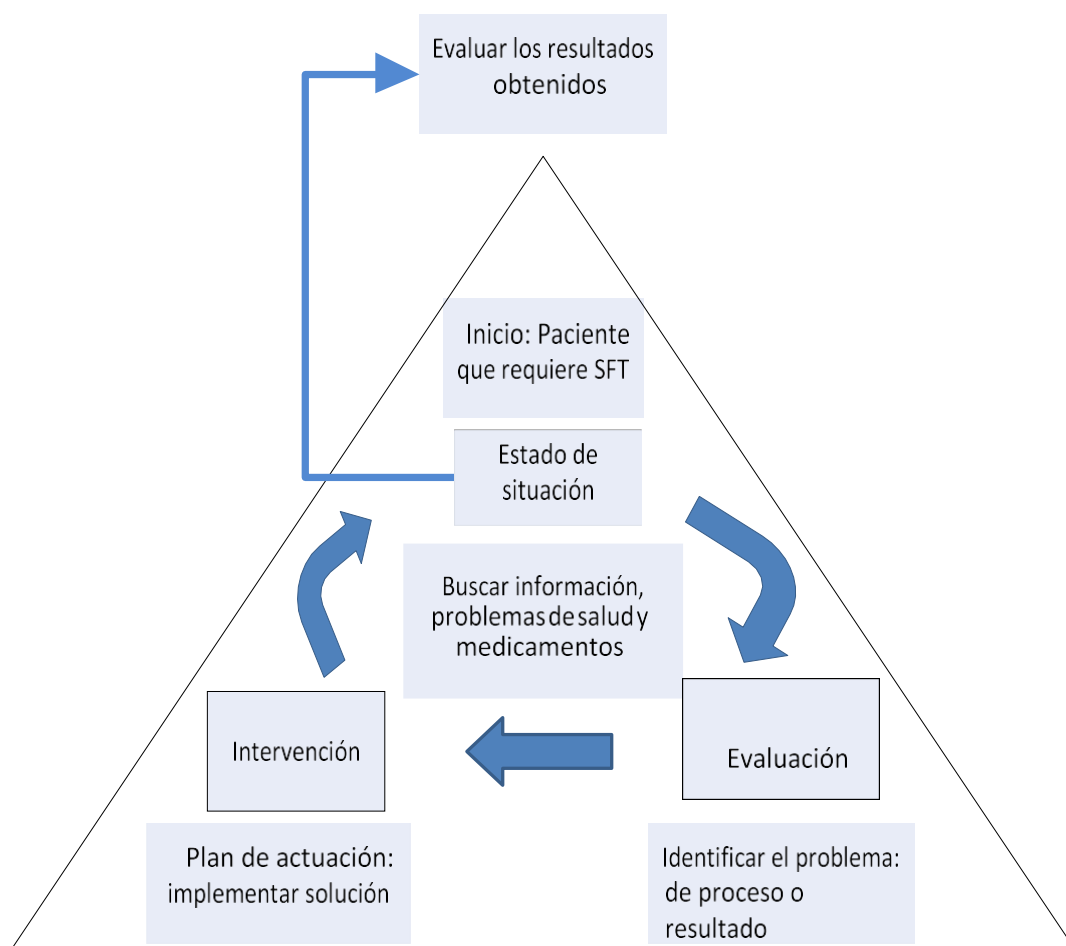 Evaluar los resultados
obtenidos
Inicio: Paciente
que requiere SFT
Estado de
situación
Buscar información,
problemas de salud y
medicamentos
Intervención
Evaluación
Plan de actuación:
implementar solución
Identificar el problema:
de proceso o
resultado